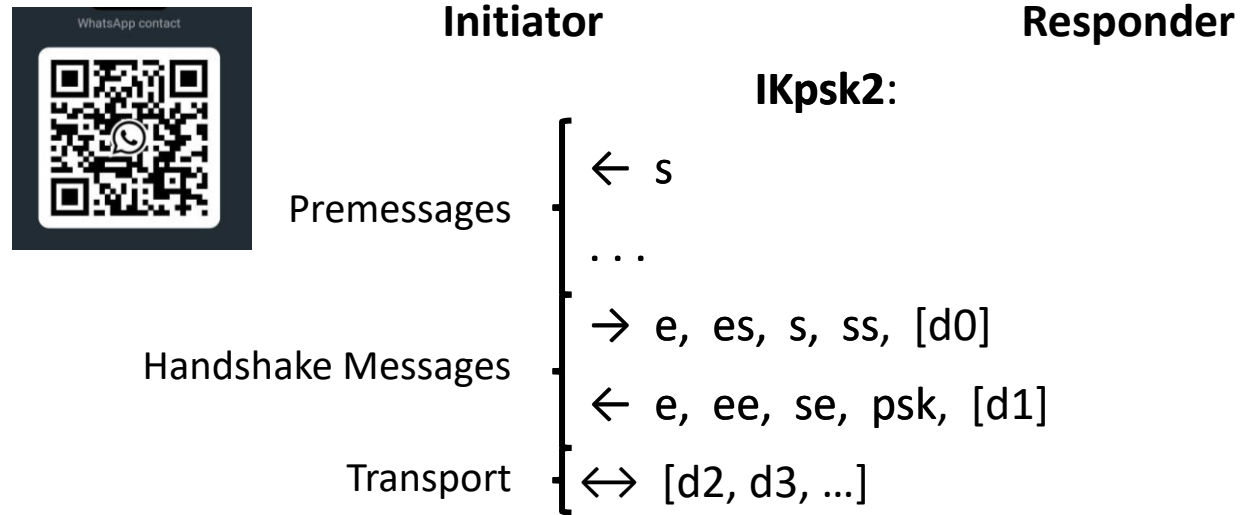 WhatsApp contact
Initiator Responder
IKpsk2:
Premessages
← s
. . .
Handshake Messages
→ e, es, s, ss, [d0]
← e, ee, se, psk, [d1]
Transport
↔ [d2, d3, …]